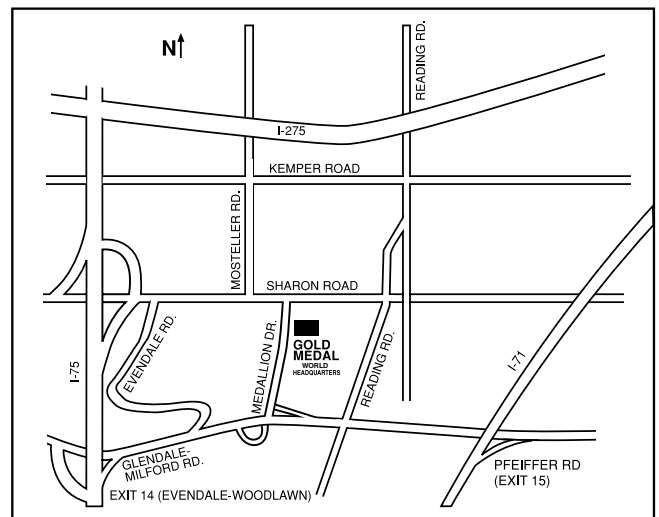 N
READING RD.
I-275
KEMPER ROAD
MOSTELLER RD.
SHARON ROAD
I-75
EVENDALE RD.
MEDALLION DR.
GOLD
MEDAL
WORLD
HEADQUARTERS
READING RD.
I-71
GLENDALE-
MILFORD RD.
PFEIFFER RD
(EXIT 15)
EXIT 14 (EVENDALE-WOODLAWN)